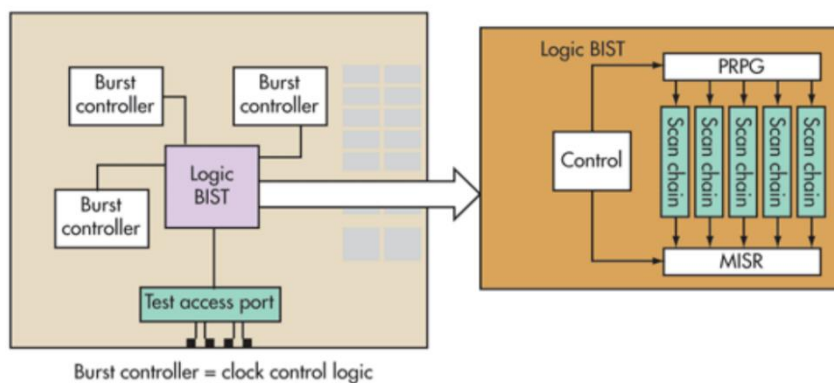 Burst
controller
Burst
controller
Logic
BIST
Burst
controller
Test access port
Burst controller = clock control logic
Logic BIST
PRPG
Control
Scan chain
Scan chain
Scan chain
Scan chain
Scan chain
MISR